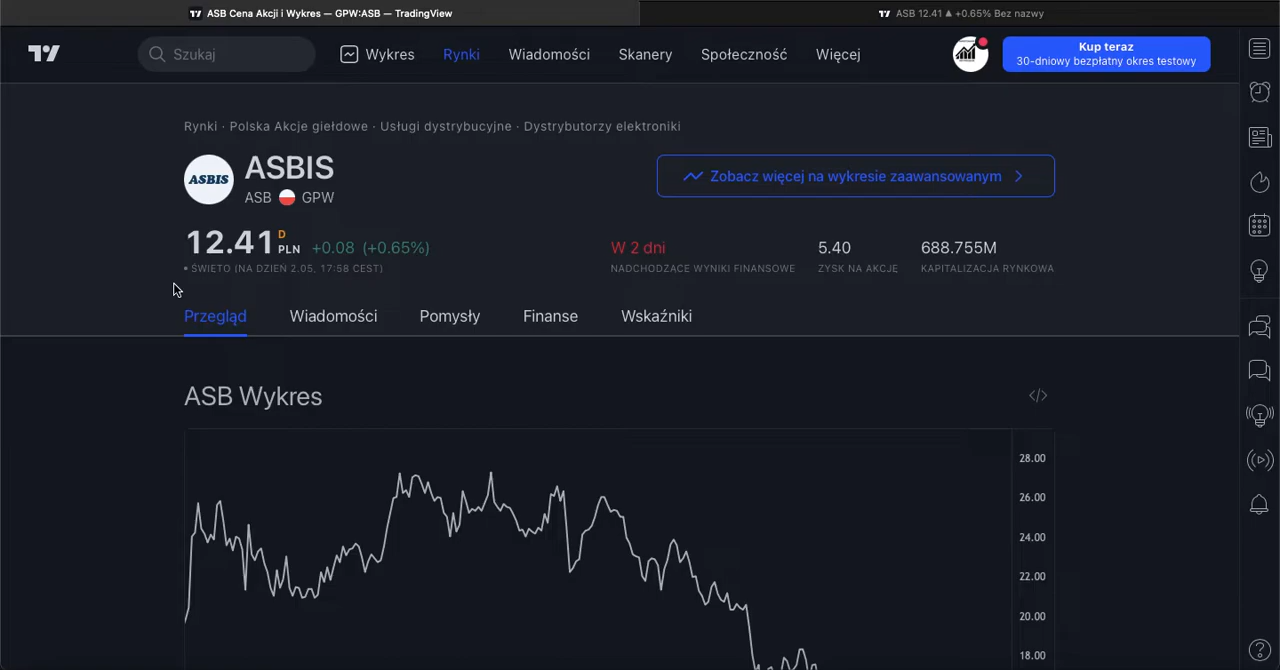 ASB Cena Akcji i Wykres — GPW:ASB — TradingView
ASB 12.41 ▲ +0.65% Bez nazwy
Szukaj
Wykres
Rynki
Wiadomości
Skanery
Społeczność
Więcej
Kup teraz
30-dniowy bezpłatny okres testowy
Rynki · Polska Akcje giełdowe · Usługi dystrybucyjne · Dystrybutorzy elektroniki
ASBIS
ASBIS
ASB GPW
Zobacz więcej na wykresie zaawansowanym
12.41 D PLN +0.08 (+0.65%)
ŚWIĘTO (NA DZIEŃ 2.05, 17:58 CEST)
W 2 dni
NADCHODZĄCE WYNIKI FINANSOWE
5.40
ZYSK NA AKCJĘ
688.755M
KAPITALIZACJA RYNKOWA
Przegląd
Wiadomości
Pomysły
Finanse
Wskaźniki
ASB Wykres
</>
28.00
26.00
24.00
22.00
20.00
18.00